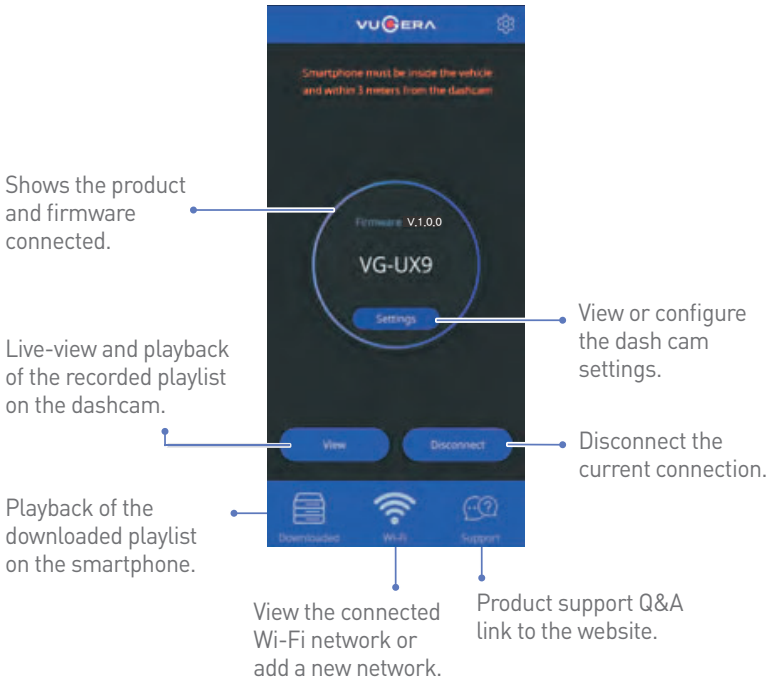 VUGERA
Smartphone must be inside the vehicle
and within 3 meters from the dashcam
Shows the product
and firmware
connected.
Firmware V.1.0.0
VG-UX9
Settings
View or configure
the dash cam
settings.
Live-view and playback
of the recorded playlist
on the dashcam.
View
Disconnect
Disconnect the
current connection.
Playback of the
downloaded playlist
on the smartphone.
Downloaded
Wi-Fi
Support
View the connected
Wi-Fi network or
add a new network.
Product support Q&A
link to the website.